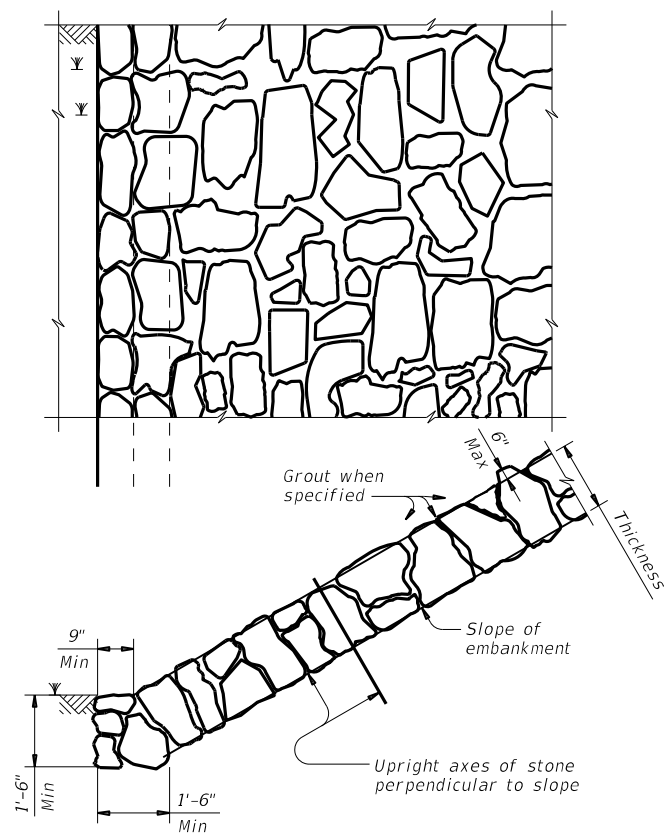 6"
Max
Grout when
specified
Thickness
Slope of
embankment
9"
Min
Upright axes of stone
perpendicular to slope
1'-6"
Min
1'-6"
Min